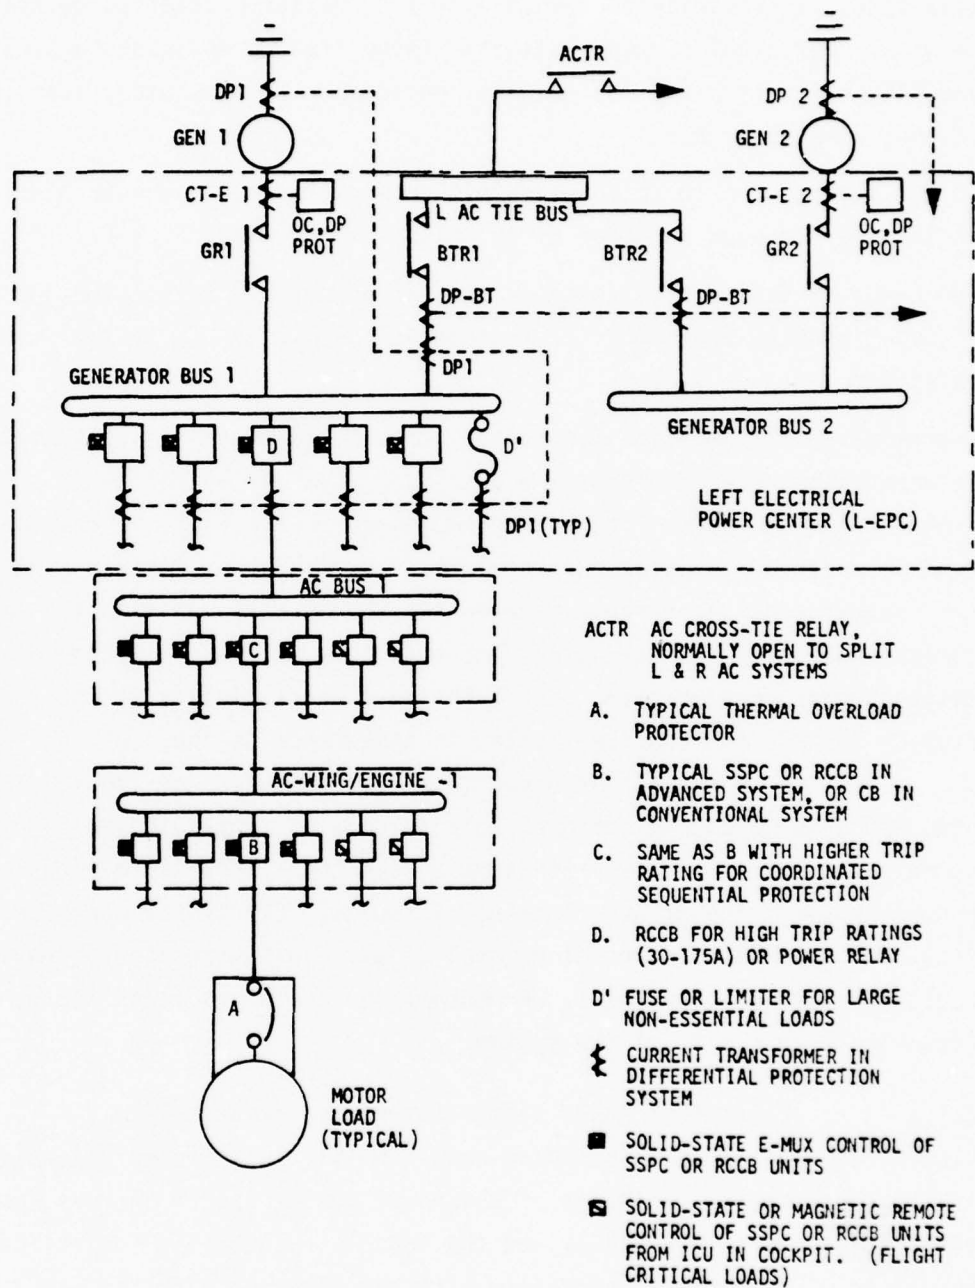 ACTR
DP1
DP 2
GEN 1
GEN 2
CT-E 1
OC,DP
PROT
L AC TIE BUS
CT-E 2
OC,DP
PROT
GR1
BTR1
BTR2
GR2
DP-BT
DP-BT
DP1
GENERATOR BUS 1
GENERATOR BUS 2
D
D'
DP1(TYP)
LEFT ELECTRICAL
POWER CENTER (L-EPC)
AC BUS 1
C
AC-WING/ENGINE -1
B
A
MOTOR
LOAD
(TYPICAL)
ACTR AC CROSS-TIE RELAY,
NORMALLY OPEN TO SPLIT
L & R AC SYSTEMS
A. TYPICAL THERMAL OVERLOAD
PROTECTOR
B. TYPICAL SSPC OR RCCB IN
ADVANCED SYSTEM, OR CB IN
CONVENTIONAL SYSTEM
C. SAME AS B WITH HIGHER TRIP
RATING FOR COORDINATED
SEQUENTIAL PROTECTION
D. RCCB FOR HIGH TRIP RATINGS
(30-175A) OR POWER RELAY
D' FUSE OR LIMITER FOR LARGE
NON-ESSENTIAL LOADS
CURRENT TRANSFORMER IN
DIFFERENTIAL PROTECTION
SYSTEM
SOLID-STATE E-MUX CONTROL OF
SSPC OR RCCB UNITS
SOLID-STATE OR MAGNETIC REMOTE
CONTROL OF SSPC OR RCCB UNITS
FROM ICU IN COCKPIT. (FLIGHT
CRITICAL LOADS)